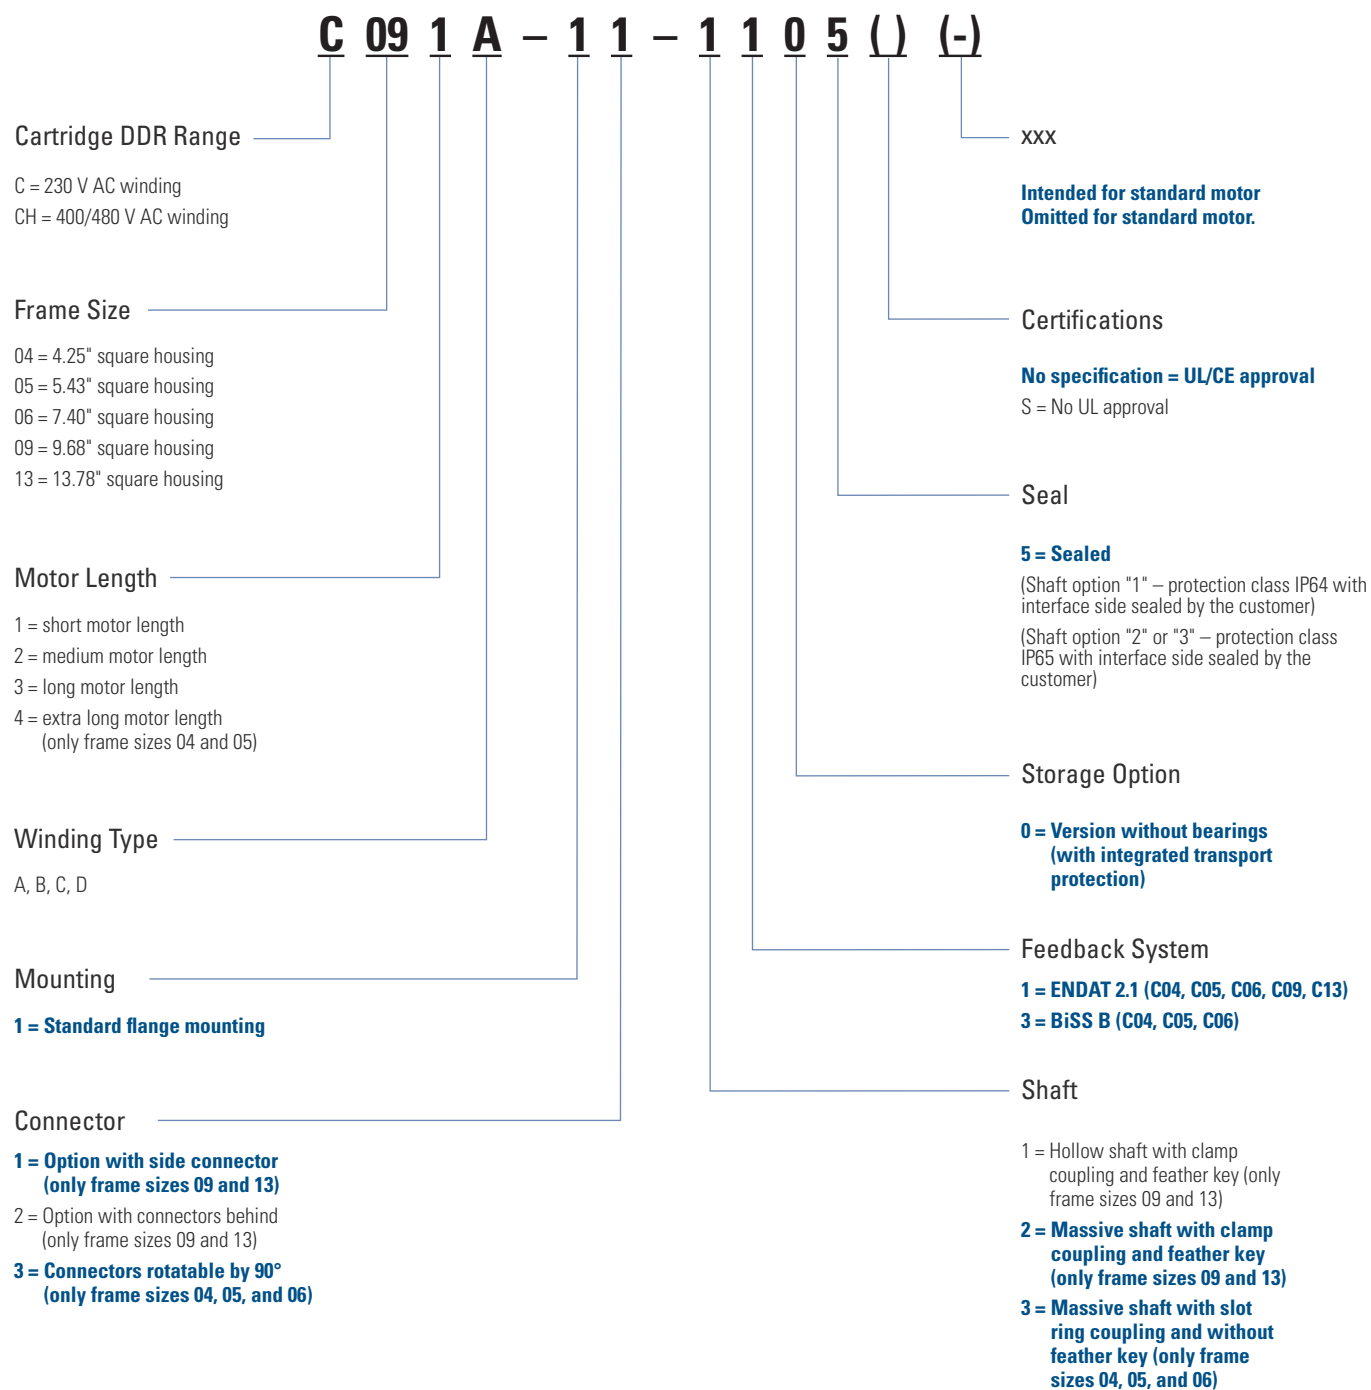 C 09 1 A – 1 1 – 1 1 0 5 ( ) (-)
Cartridge DDR Range
C = 230 V AC winding
CH = 400/480 V AC winding
Frame Size
04 = 4.25" square housing
05 = 5.43" square housing
06 = 7.40" square housing
09 = 9.68" square housing
13 = 13.78" square housing
Motor Length
1 = short motor length
2 = medium motor length
3 = long motor length
4 = extra long motor length
(only frame sizes 04 and 05)
Winding Type
A, B, C, D
Mounting
1 = Standard flange mounting
Connector
1 = Option with side connector
(only frame sizes 09 and 13)
2 = Option with connectors behind
(only frame sizes 09 and 13)
3 = Connectors rotatable by 90°
(only frame sizes 04, 05, and 06)
xxx
Intended for standard motor
Omitted for standard motor.
Certifications
No specification = UL/CE approval
S = No UL approval
Seal
5 = Sealed
(Shaft option "1" – protection class IP64 with
interface side sealed by the customer)
(Shaft option "2" or "3" – protection class
IP65 with interface side sealed by the
customer)
Storage Option
0 = Version without bearings
(with integrated transport
protection)
Feedback System
1 = ENDAT 2.1 (C04, C05, C06, C09, C13)
3 = BiSS B (C04, C05, C06)
Shaft
1 = Hollow shaft with clamp
coupling and feather key (only
frame sizes 09 and 13)
2 = Massive shaft with clamp
coupling and feather key
(only frame sizes 09 and 13)
3 = Massive shaft with slot
ring coupling and without
feather key (only frame
sizes 04, 05, and 06)